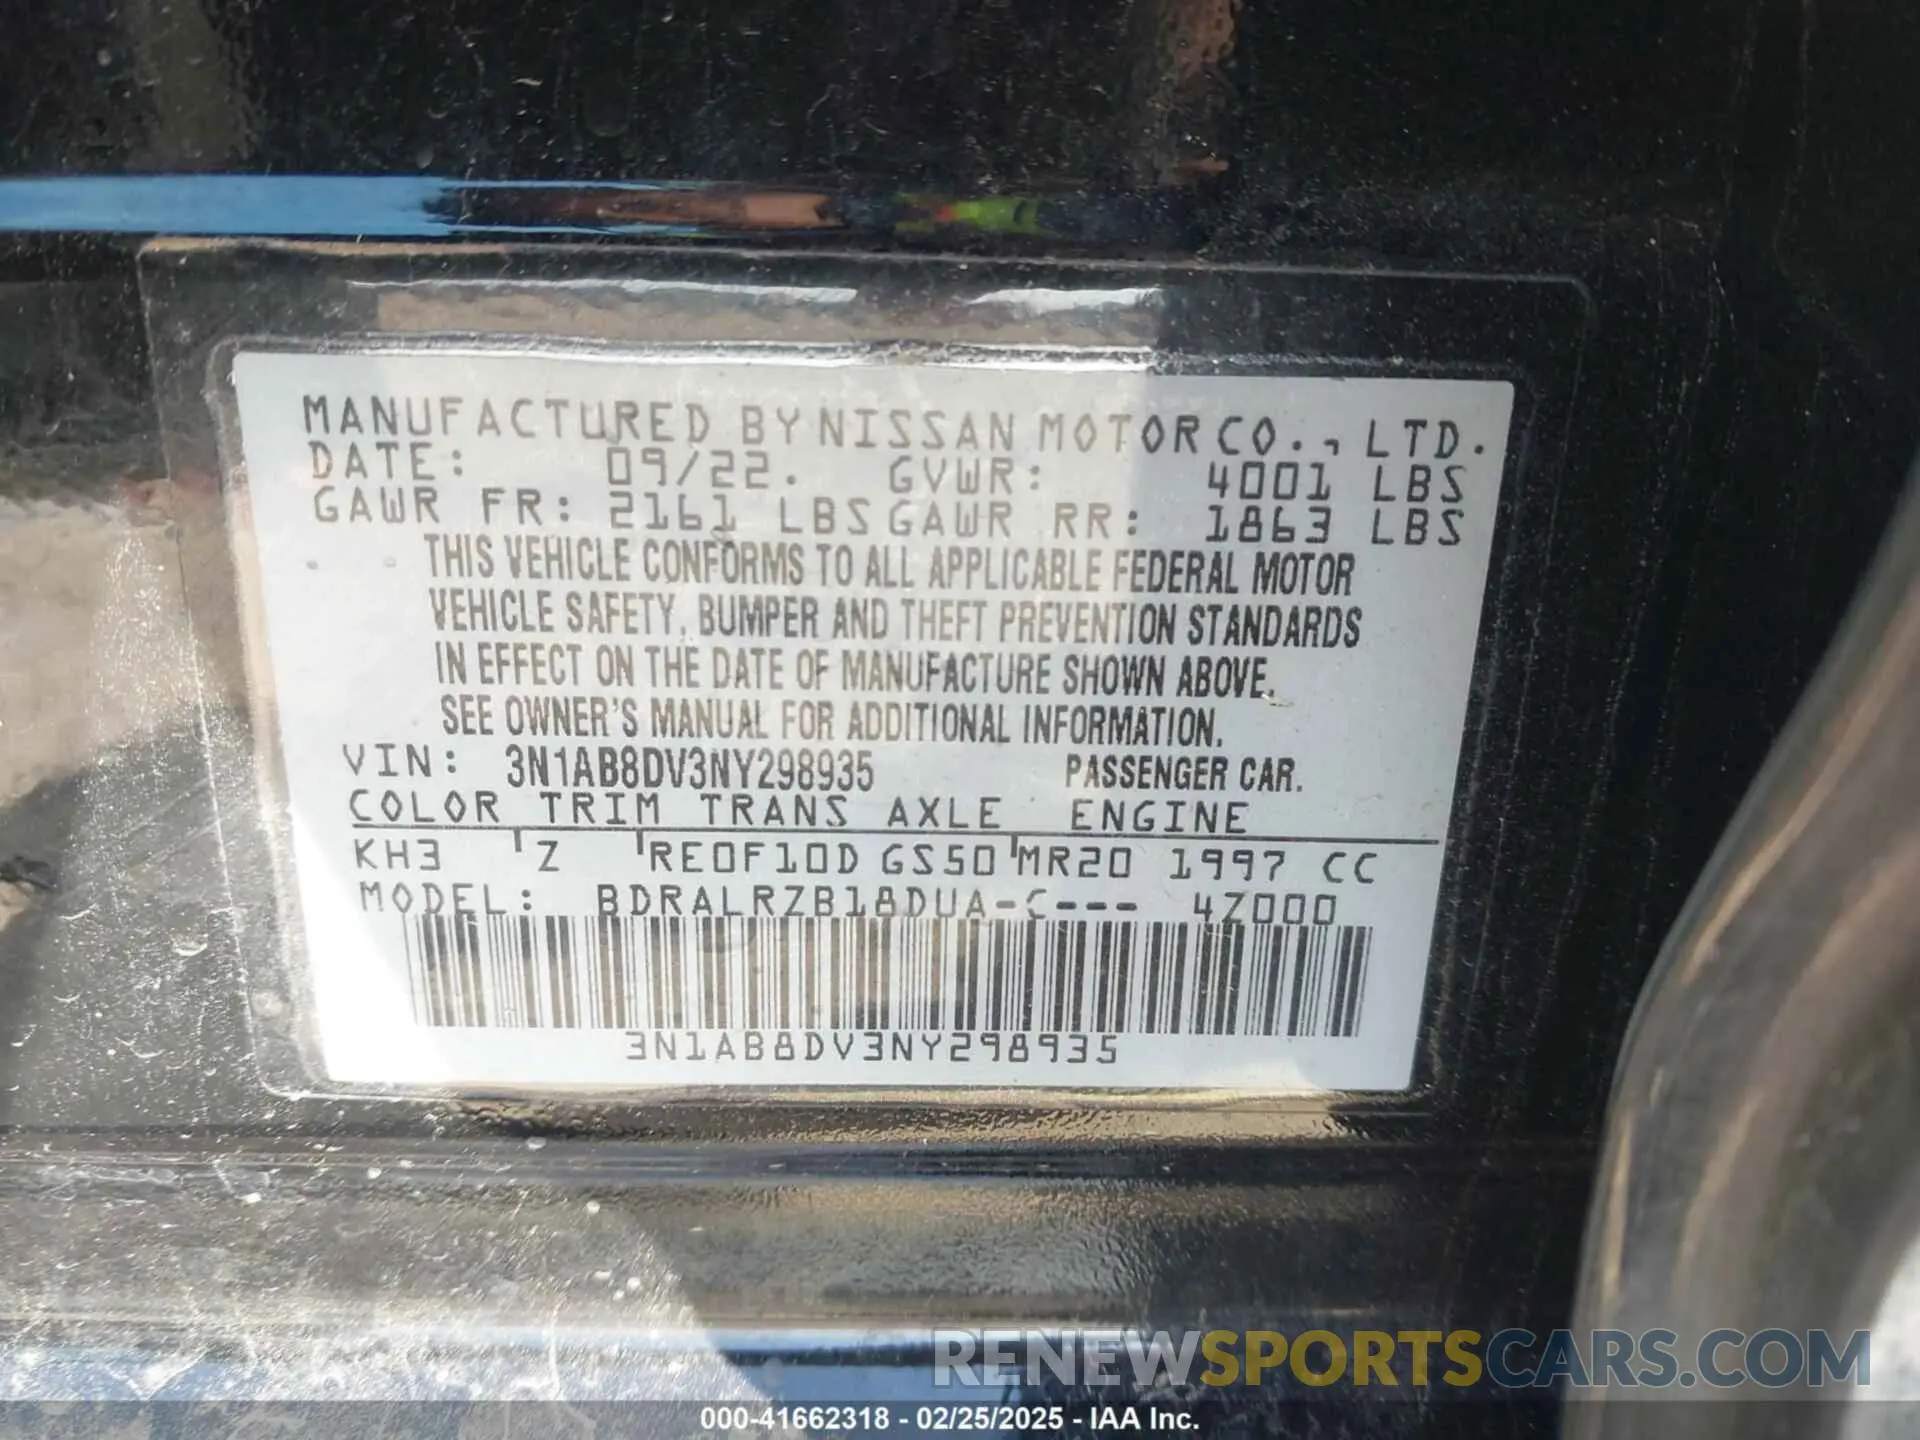 MANUFACTURED BY NISSAN MOTOR CO., LTD.
DATE: 09/22. GVWR: 4001 LBS
GAWR FR: 2161 LBS GAWR RR: 1863 LBS
THIS VEHICLE CONFORMS TO ALL APPLICABLE FEDERAL MOTOR
VEHICLE SAFETY, BUMPER AND THEFT PREVENTION STANDARDS
IN EFFECT ON THE DATE OF MANUFACTURE SHOWN ABOVE.
SEE OWNER'S MANUAL FOR ADDITIONAL INFORMATION.
VIN: 3N1AB8DV3NY298935 PASSENGER CAR.
COLOR TRIM TRANS AXLE ENGINE
KH3 Z RE0F10D GS50 MR20 1997 CC
MODEL: BDRALRZB18DUA-C--- 4Z000
3N1AB8DV3NY298935
RENEWSPORTSCARS.COM
000-41662318 - 02/25/2025 - IAA Inc.